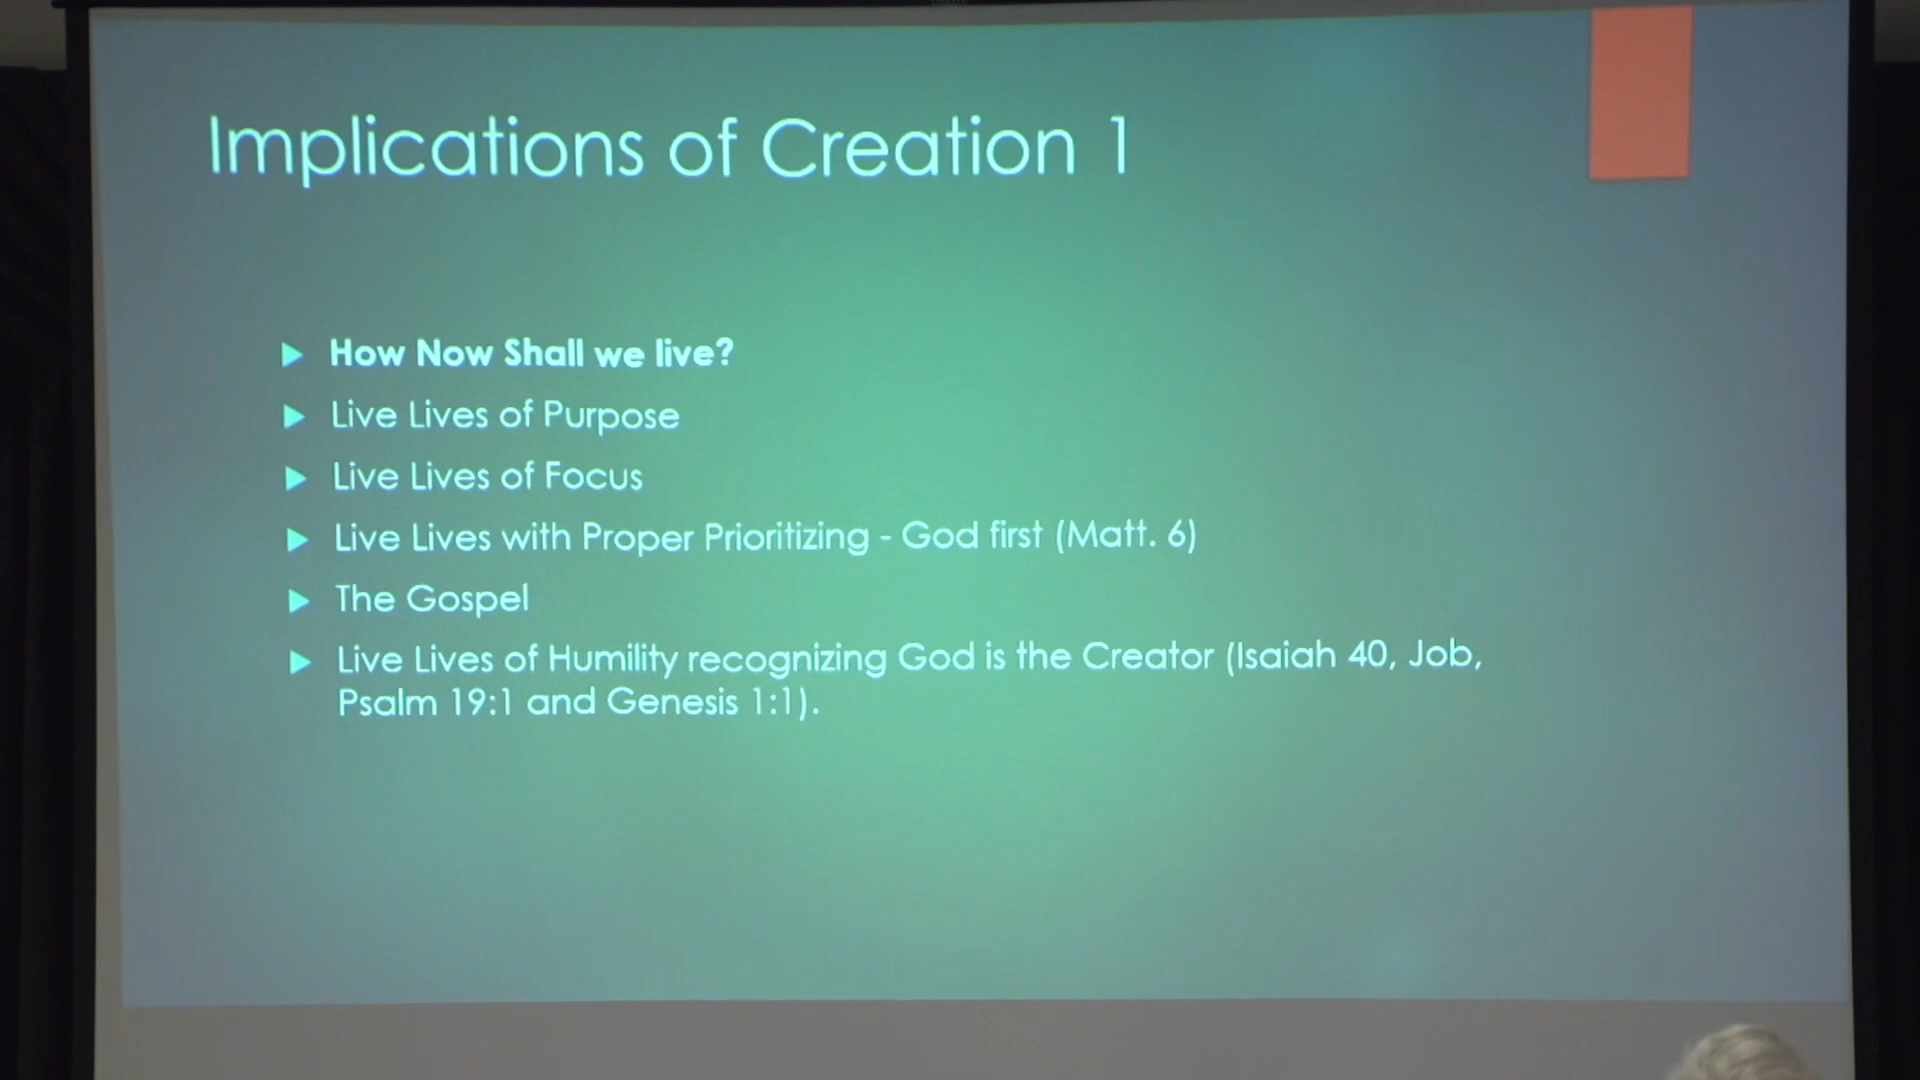 Implications of Creation 1
How Now Shall we live?
Live Lives of Purpose
Live Lives of Focus
Live Lives with Proper Prioritizing - God first (Matt. 6)
The Gospel
Live Lives of Humility recognizing God is the Creator (Isaiah 40, Job,
Psalm 19:1 and Genesis 1:1).